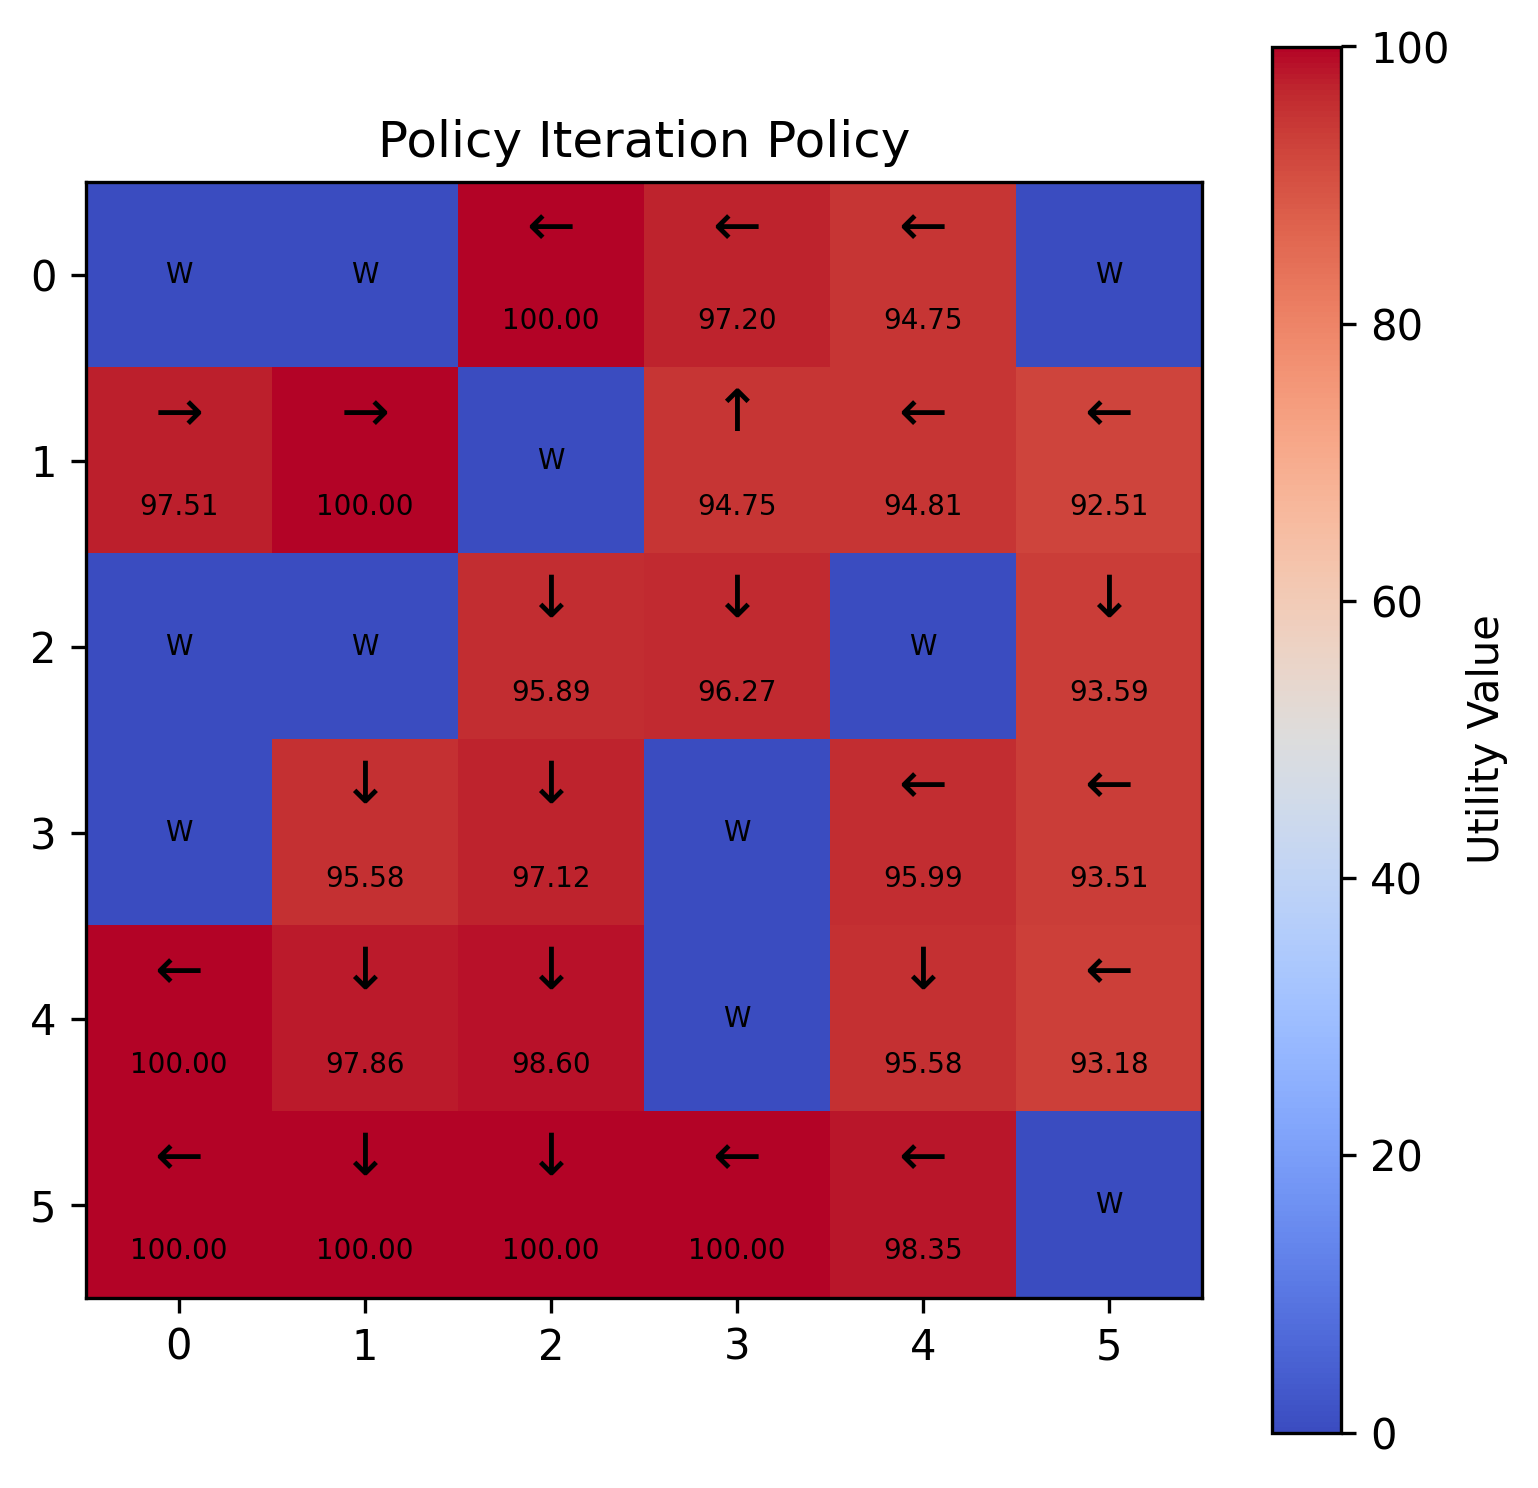 Policy Iteration Policy
0 W W ← ← ← W
100.00 97.20 94.75
1 → → W ↑ ← ←
97.51 100.00 94.75 94.81 92.51
2 W W ↓ ↓ W ↓
95.89 96.27 93.59
3 W ↓ ↓ W ← ←
95.58 97.12 95.99 93.51
4 ← ↓ ↓ W ↓ ←
100.00 97.86 98.60 95.58 93.18
5 ← ↓ ↓ ← ← W
100.00 100.00 100.00 100.00 98.35
0 1 2 3 4 5
100
80
60
40
20
0
Utility Value